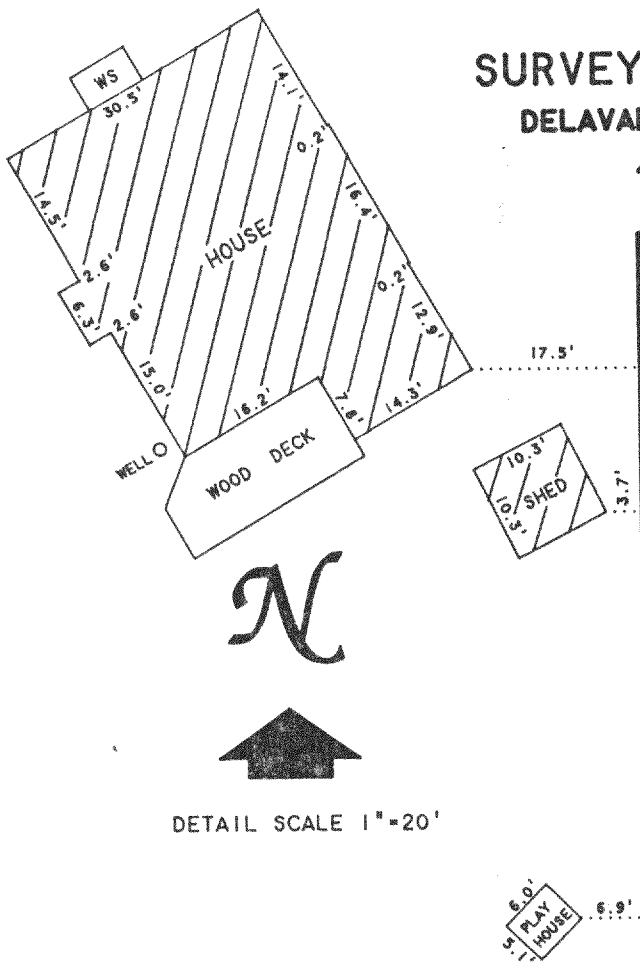 SURVEY
DELAVA
WS
30.5'
14.1'
0.2'
16.4'
14.5'
HOUSE
2.6'
6.3'
2.6'
0.2'
12.9'
15.0'
17.5'
16.2'
7.8'
14.3'
WELL
WOOD DECK
10.3'
10.3'
SHED
3.7'
N
DETAIL SCALE 1"=20'
6.0'
PLAY
HOUSE
6.9'